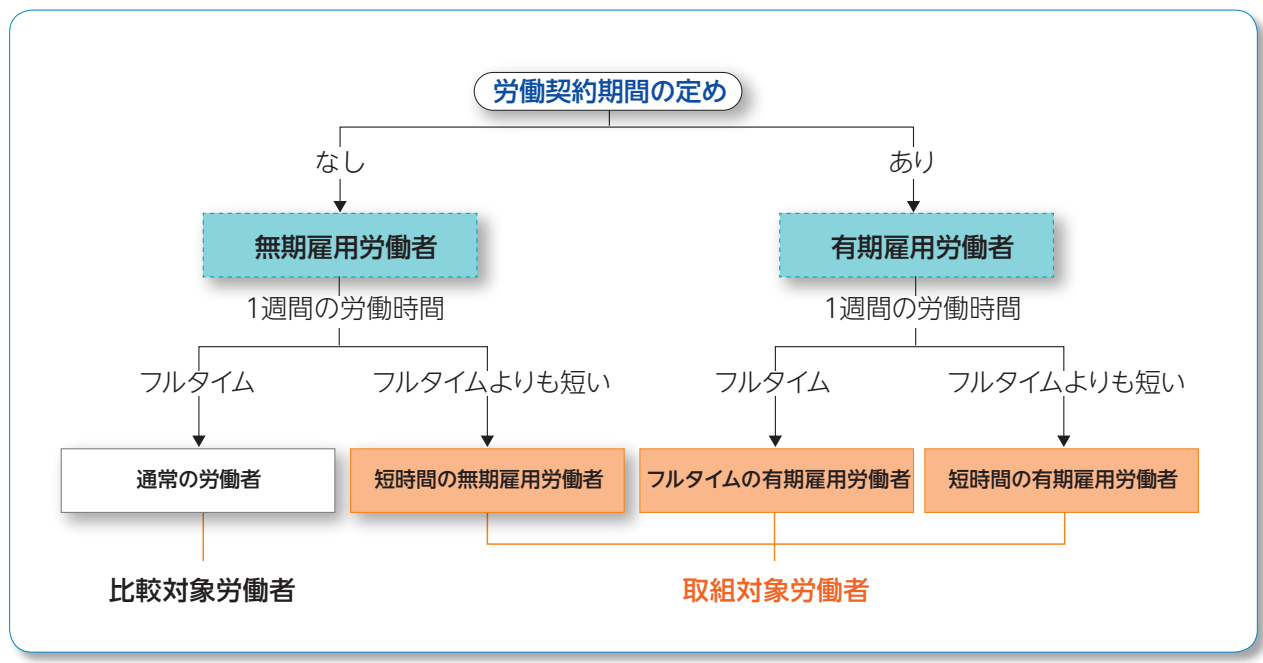 労働契約期間の定め
なし
あり
無期雇用労働者
有期雇用労働者
1週間の労働時間
1週間の労働時間
フルタイム
フルタイムよりも短い
フルタイム
フルタイムよりも短い
通常の労働者
短時間の無期雇用労働者
フルタイムの有期雇用労働者
短時間の有期雇用労働者
比較対象労働者
取組対象労働者